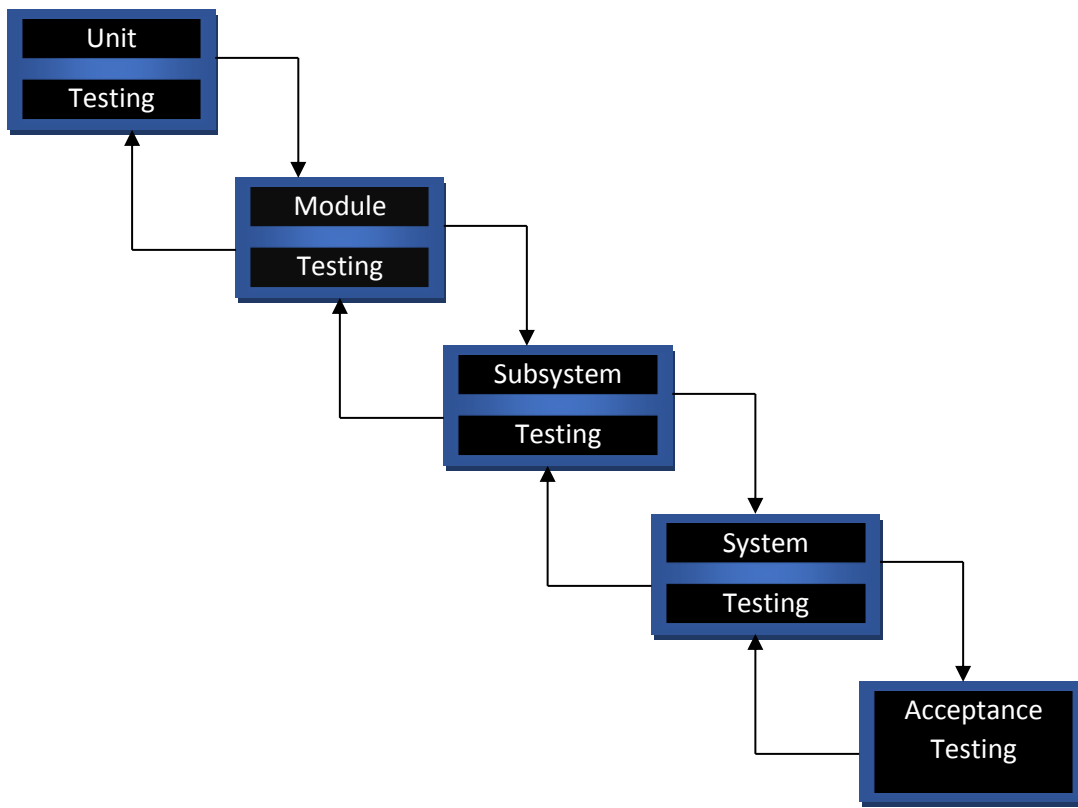 Unit
Testing
Module
Testing
Subsystem
Testing
System
Testing
Acceptance
Testing